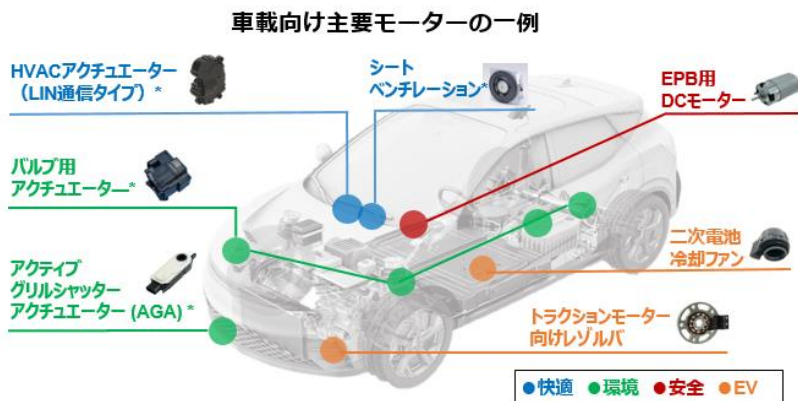 車載向け主要モーターの一例
HVACアクチュエーター
(LIN通信タイプ) *
シート
ベンチレーション*
EPB用
DCモーター
バルブ用
アクチュエーター*
アクティブ
グリルシャッター
アクチュエーター (AGA) *
二次電池
冷却ファン
トラクションモーター
向けレゾルバ
●快適 ●環境 ●安全 ●EV